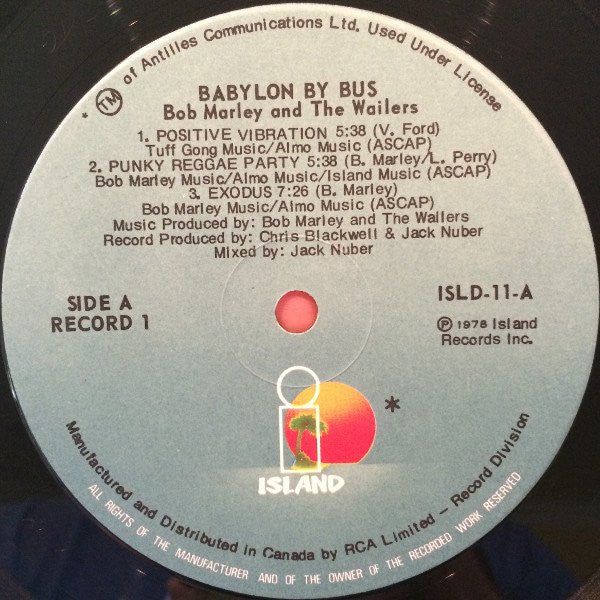 * ™ of Antilles Communications Ltd. Used Under License
BABYLON BY BUS
Bob Marley and The Wailers
1. POSITIVE VIBRATION 5:38 (V. Ford)
Tuff Gong Music/Almo Music (ASCAP)
2. PUNKY REGGAE PARTY 5:38 (B. Marley/L. Perry)
Bob Marley Music/Almo Music/Island Music (ASCAP)
3. EXODUS 7:26 (B. Marley)
Bob Marley Music/Almo Music (ASCAP)
Music Produced by: Bob Marley and The Wailers
Record Produced by: Chris Blackwell & Jack Nuber
Mixed by: Jack Nuber
SIDE A
RECORD 1
ISLD-11-A
℗ 1978 Island
Records Inc.
*
i
ISLAND
Manufactured and Distributed in Canada by RCA Limited – Record Division
ALL RIGHTS OF THE MANUFACTURER AND OF THE OWNER OF THE RECORDED WORK RESERVED